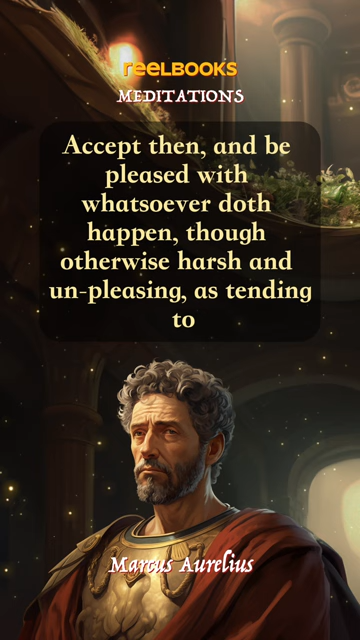 reelBOOKS
MEDITATIONS
Accept then, and be
pleased with
whatsoever doth
happen, though
otherwise harsh and
un-pleasing, as tending
to
Marcus Aurelius